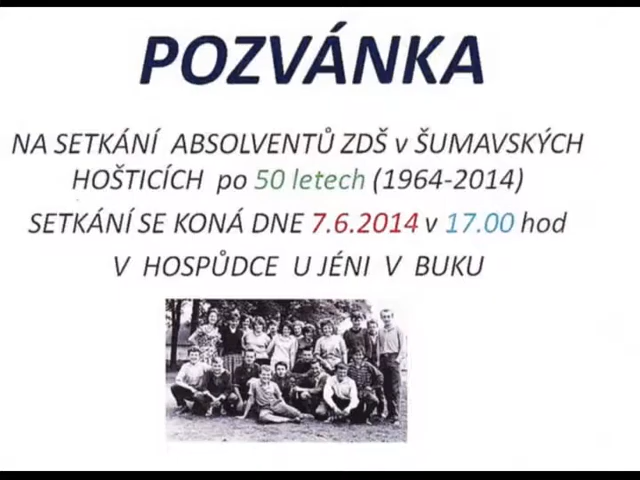 POZVÁNKA
NA SETKÁNÍ ABSOLVENTŮ ZDŠ v ŠUMAVSKÝCH
HOŠTICÍCH po 50 letech (1964-2014)
SETKÁNÍ SE KONÁ DNE 7.6.2014 v 17.00 hod
V HOSPŮDCE U JÉNI V BUKU